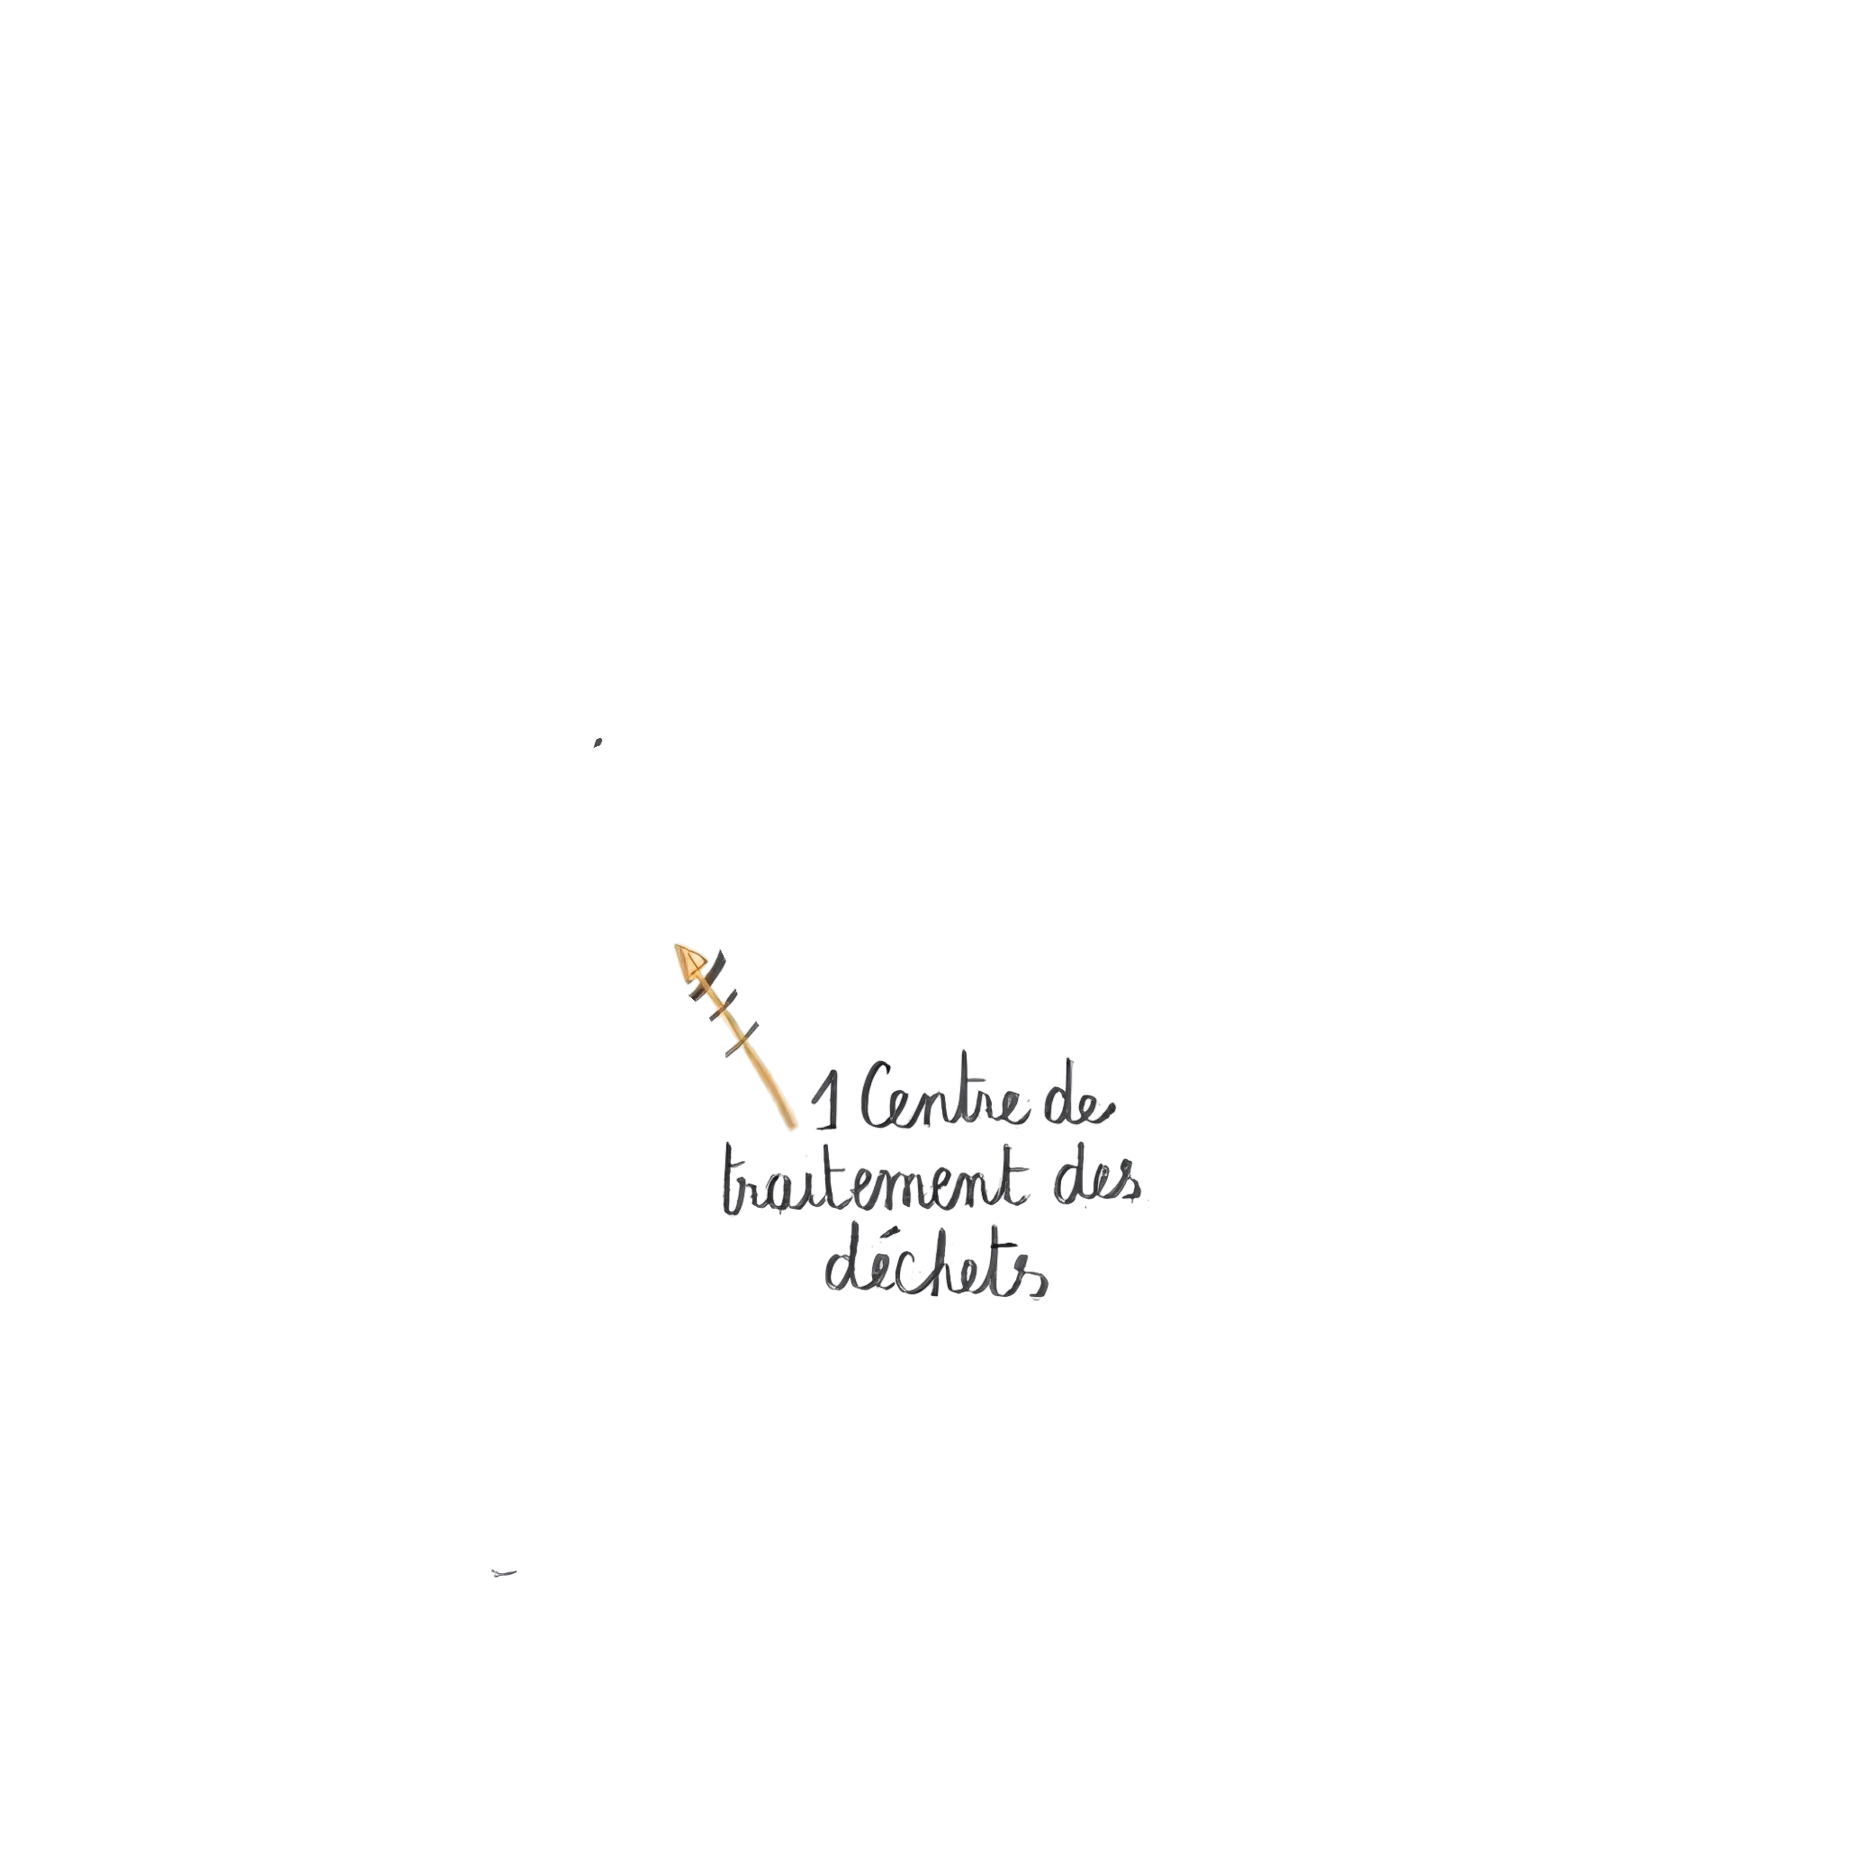 1 Centre de
traitement des
déchets